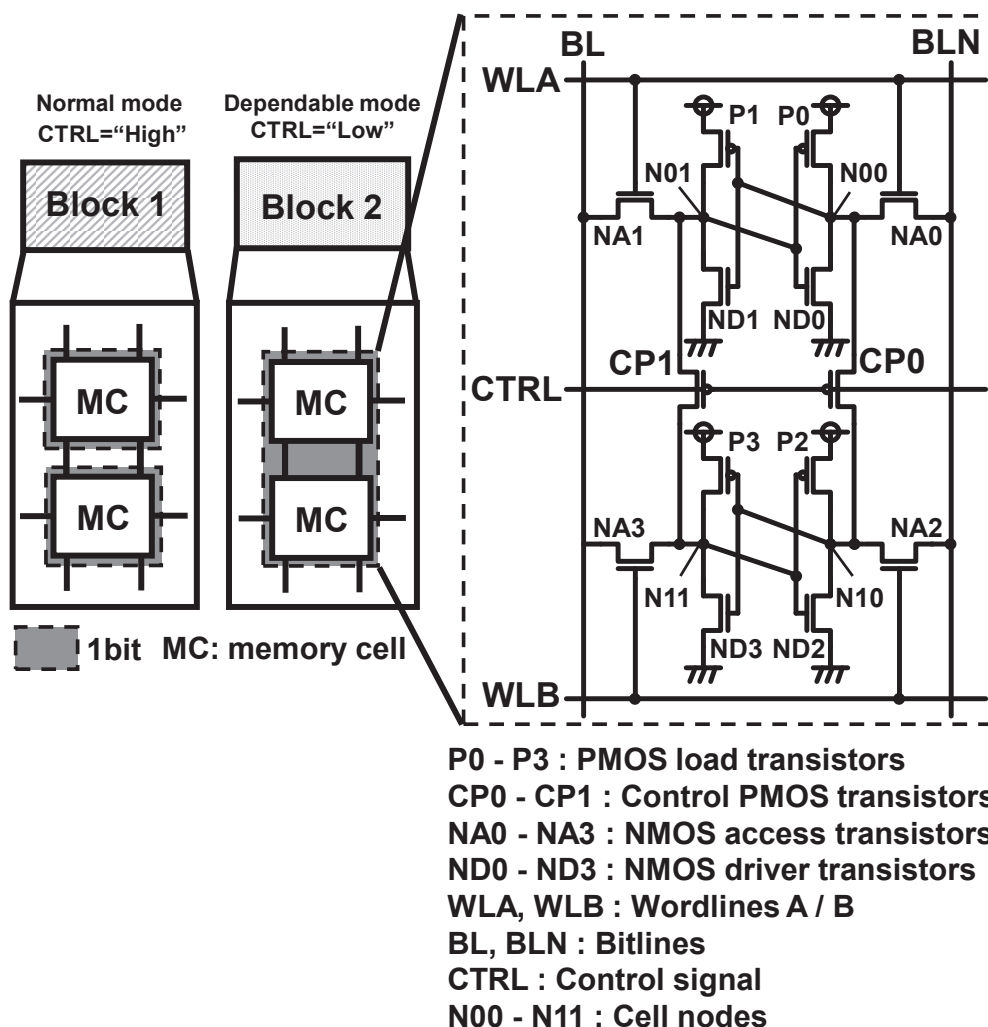 Normal mode
CTRL="High"
Block 1
MC
MC
Dependable mode
CTRL="Low"
Block 2
MC
MC
1bit MC: memory cell
BL BLN
WLA
P1 P0
N01 N00
NA1 NA0
ND1 ND0
CP1 CP0
CTRL
P3 P2
NA3 NA2
N11 N10
ND3 ND2
WLB
P0 - P3 : PMOS load transistors
CP0 - CP1 : Control PMOS transistors
NA0 - NA3 : NMOS access transistors
ND0 - ND3 : NMOS driver transistors
WLA, WLB : Wordlines A / B
BL, BLN : Bitlines
CTRL : Control signal
N00 - N11 : Cell nodes